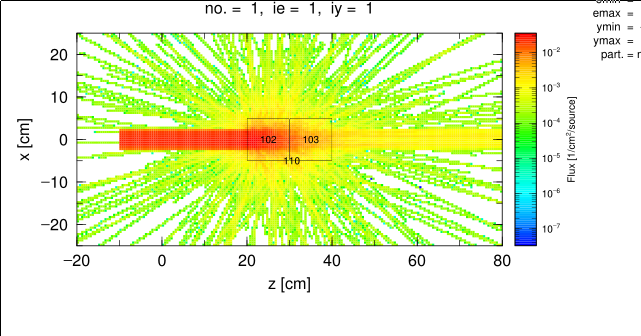 no. = 1, ie = 1, iy = 1
emax =
ymin =
ymax =
part. =
x [cm]
20
10
0
−10
−20
102
103
110
−20
0
20
40
60
80
z [cm]
10⁻²
10⁻³
10⁻⁴
10⁻⁵
10⁻⁶
10⁻⁷
Flux [1/cm²/source]